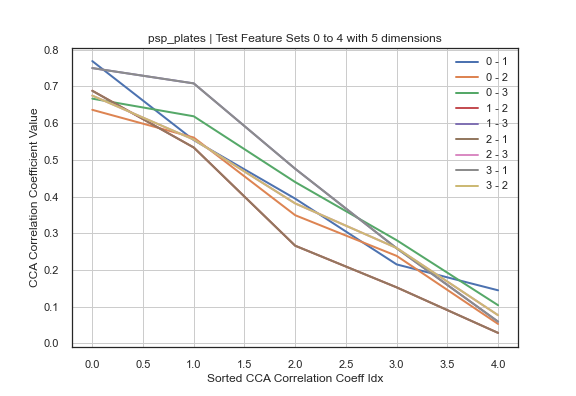 psp_plates | Test Feature Sets 0 to 4 with 5 dimensions
CCA Correlation Coefficient Value
0.8
0.7
0.6
0.5
0.4
0.3
0.2
0.1
0.0
0 - 1
0 - 2
0 - 3
1 - 2
1 - 3
2 - 1
2 - 3
3 - 1
3 - 2
0.0 0.5 1.0 1.5 2.0 2.5 3.0 3.5 4.0
Sorted CCA Correlation Coeff Idx